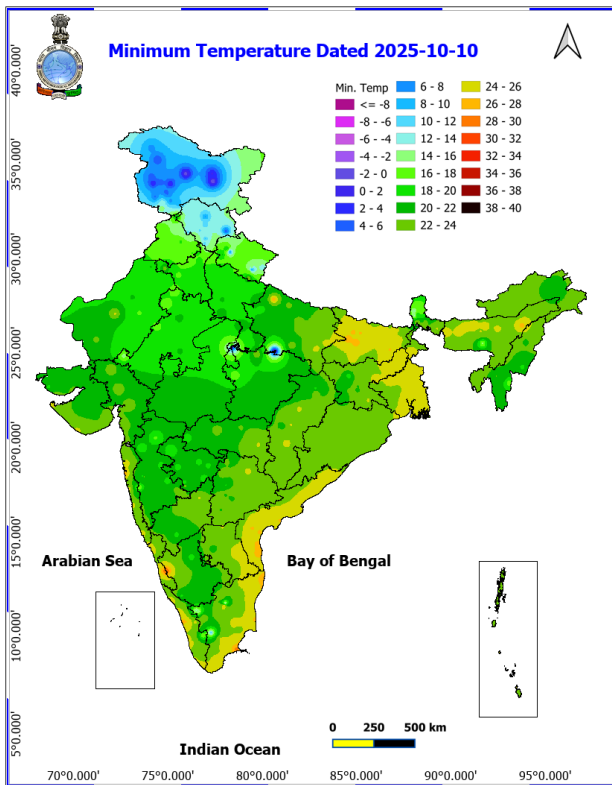 Minimum Temperature Dated 2025-10-10
Min. Temp
<= -8
-8 - -6
-6 - -4
-4 - -2
-2 - 0
0 - 2
2 - 4
4 - 6
6 - 8
8 - 10
10 - 12
12 - 14
14 - 16
16 - 18
18 - 20
20 - 22
22 - 24
24 - 26
26 - 28
28 - 30
30 - 32
32 - 34
34 - 36
36 - 38
38 - 40
40°0.000'
35°0.000'
30°0.000'
25°0.000'
20°0.000'
15°0.000'
10°0.000'
5°0.000'
Arabian Sea
Bay of Bengal
Indian Ocean
0 250 500 km
70°0.000' 75°0.000' 80°0.000' 85°0.000' 90°0.000' 95°0.000'